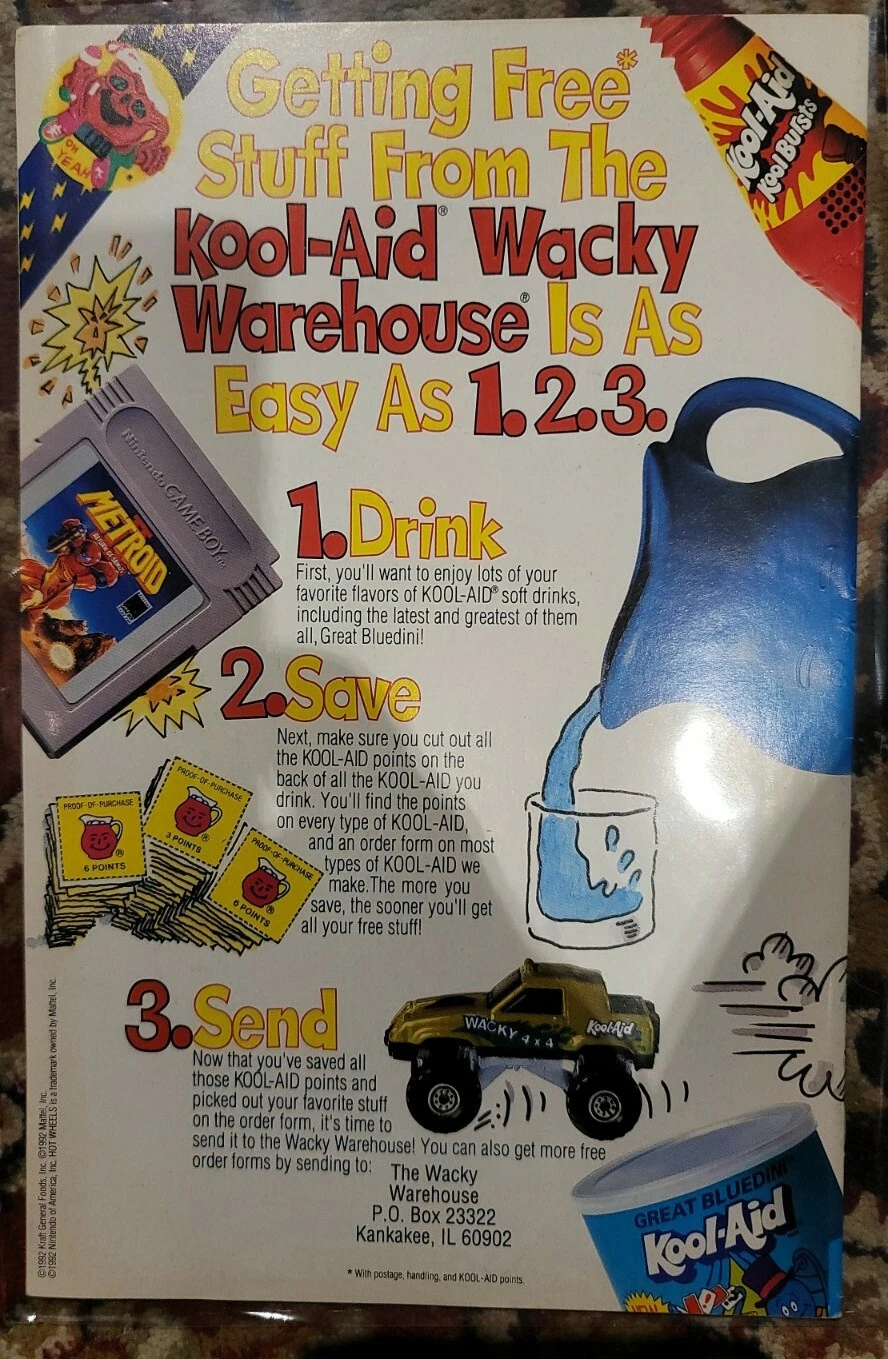 Getting Free*
Stuff From The
Kool-Aid® Wacky
Warehouse® Is As
Easy As 1.2.3.
OH
YEAH
Kool-Aid
Kool Bursts
Nintendo GAME BOY™
METROID
1.Drink
First, you'll want to enjoy lots of your
favorite flavors of KOOL-AID® soft drinks,
including the latest and greatest of them
all, Great Bluedini!
2.Save
Next, make sure you cut out all
the KOOL-AID points on the
back of all the KOOL-AID you
drink. You'll find the points
on every type of KOOL-AID,
and an order form on most
types of KOOL-AID we
make.The more you
save, the sooner you'll get
all your free stuff!
PROOF-OF-PURCHASE
®
6 POINTS
PROOF-OF-PURCHASE
®
3 POINTS
PROOF-OF-PURCHASE
®
6 POINTS
3.Send
Now that you've saved all
those KOOL-AID points and
picked out your favorite stuff
on the order form, it's time to
send it to the Wacky Warehouse! You can also get more free
order forms by sending to:
The Wacky
Warehouse
P.O. Box 23322
Kankakee, IL 60902
WACKY 4x4
Kool-Aid
GREAT BLUEDINI
Kool-Aid
NEW
* With postage, handling, and KOOL-AID points.
©1992 Kraft General Foods, Inc. ©1992 Mattel, Inc.
©1992 Nintendo of America, Inc. HOT WHEELS is a trademark owned by Mattel, Inc.